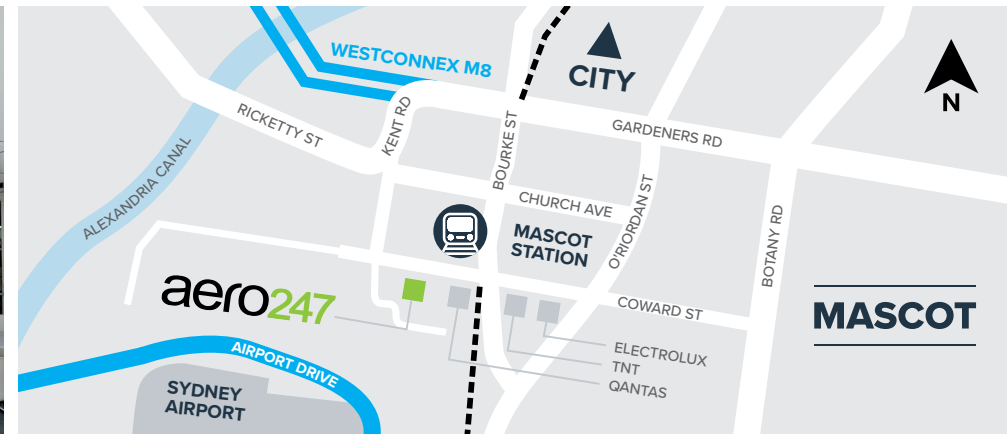 WESTCONNEX M8
CITY
N
RICKETTY ST
KENT RD
GARDENERS RD
BOURKE ST
ALEXANDRIA CANAL
CHURCH AVE
O'RIORDAN ST
BOTANY RD
MASCOT
STATION
aero247
COWARD ST
MASCOT
ELECTROLUX
TNT
QANTAS
AIRPORT DRIVE
SYDNEY
AIRPORT